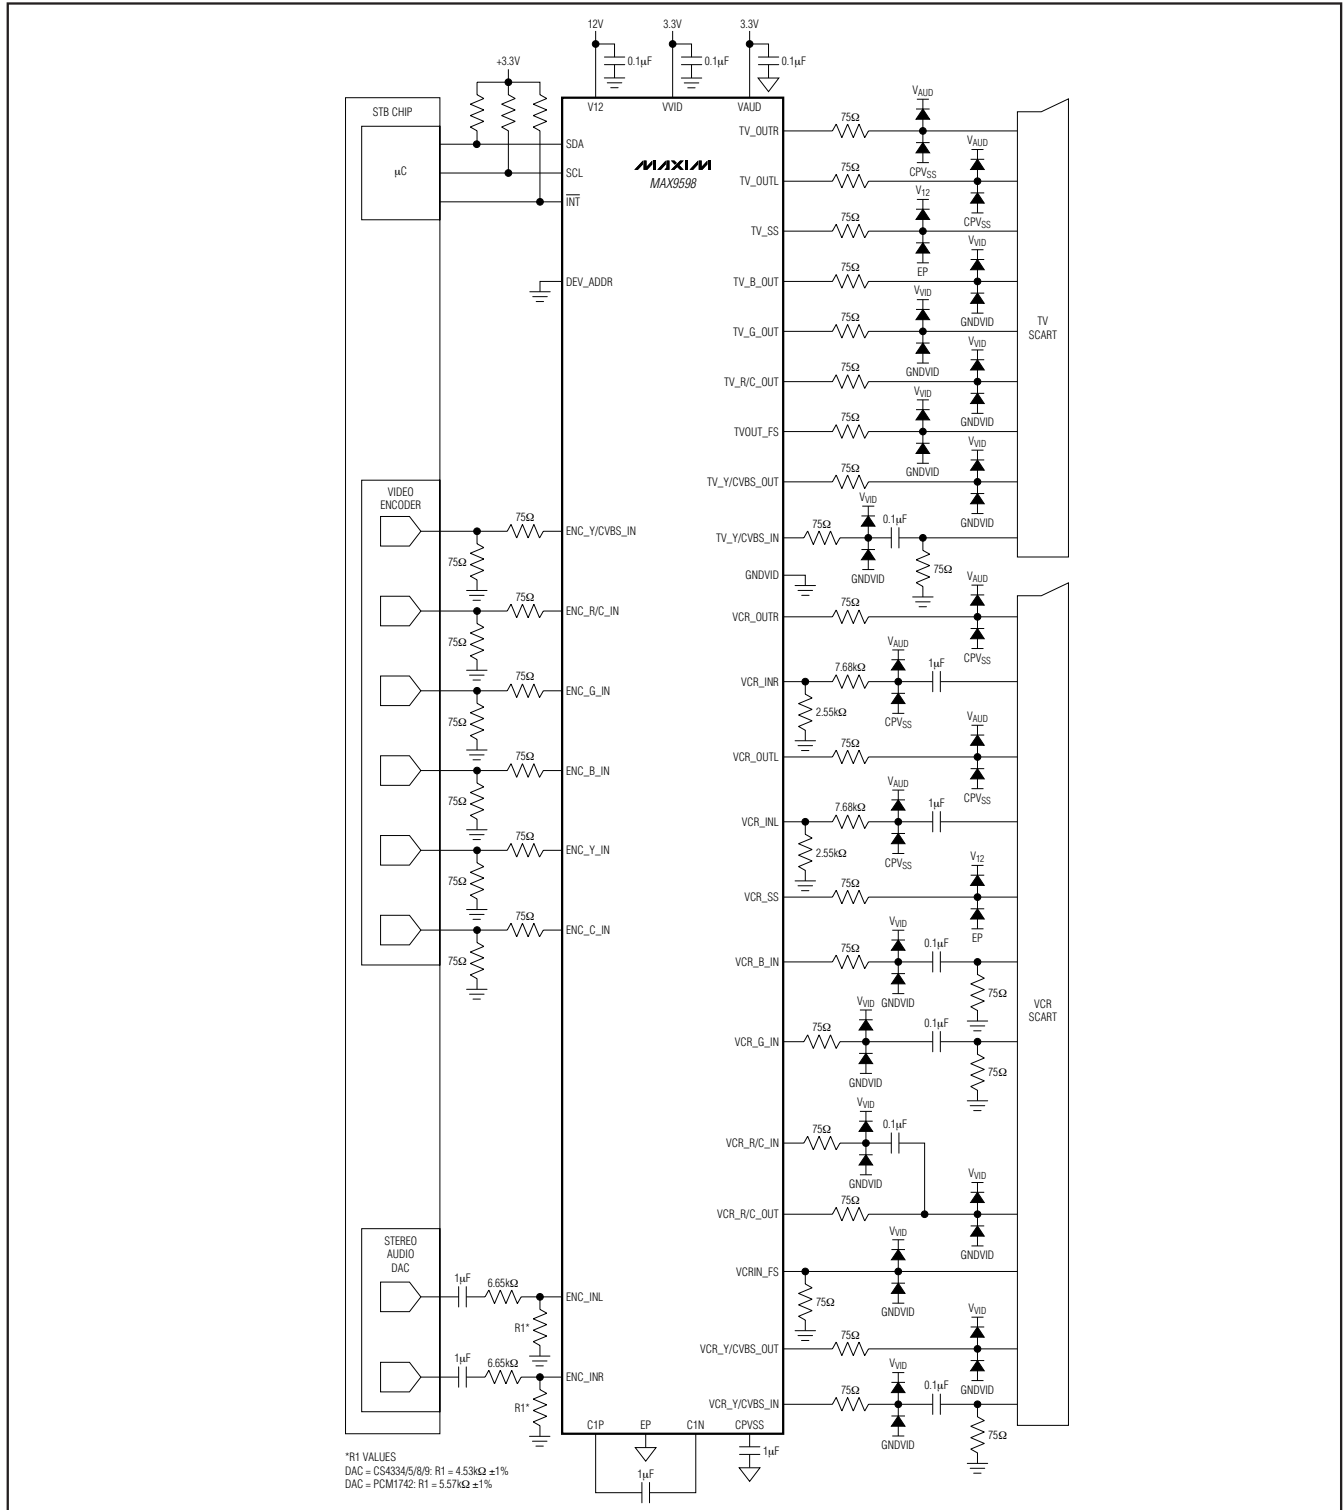 12V
3.3V
3.3V
0.1µF
0.1µF
0.1µF
+3.3V
STB CHIP
µC
V12
VVID
VAUD
SDA
SCL
INT
DEV_ADDR
MAXIM
MAX9598
TV_OUTR
75Ω
VAUD
CPVSS
TV_OUTL
75Ω
VAUD
CPVSS
TV_SS
75Ω
V12
EP
TV_B_OUT
75Ω
VVID
GNDVID
TV_G_OUT
75Ω
VVID
GNDVID
TV_R/C_OUT
75Ω
VVID
GNDVID
TVOUT_FS
75Ω
VVID
GNDVID
TV_Y/CVBS_OUT
75Ω
VVID
GNDVID
TV_Y/CVBS_IN
75Ω
VVID
GNDVID
0.1µF
75Ω
TV
SCART
GNDVID
VIDEO
ENCODER
75Ω
75Ω
ENC_Y/CVBS_IN
75Ω
75Ω
ENC_R/C_IN
75Ω
75Ω
ENC_G_IN
75Ω
75Ω
ENC_B_IN
75Ω
75Ω
ENC_Y_IN
75Ω
75Ω
ENC_C_IN
VCR_OUTR
75Ω
VAUD
CPVSS
VCR_INR
2.55kΩ
7.68kΩ
VAUD
CPVSS
1µF
VCR_OUTL
75Ω
VAUD
CPVSS
VCR_INL
2.55kΩ
7.68kΩ
VAUD
CPVSS
1µF
VCR_SS
75Ω
V12
EP
VCR_B_IN
75Ω
VVID
GNDVID
0.1µF
75Ω
VCR_G_IN
75Ω
VVID
GNDVID
0.1µF
75Ω
VCR
SCART
VCR_R/C_IN
75Ω
VVID
GNDVID
0.1µF
VCR_R/C_OUT
75Ω
VVID
GNDVID
VCRIN_FS
75Ω
VVID
GNDVID
VCR_Y/CVBS_OUT
75Ω
VVID
GNDVID
VCR_Y/CVBS_IN
75Ω
VVID
GNDVID
0.1µF
75Ω
STEREO
AUDIO
DAC
1µF
6.65kΩ
R1*
ENC_INL
1µF
6.65kΩ
R1*
ENC_INR
C1P
EP
C1N
CPVSS
1µF
1µF
*R1 VALUES
DAC = CS4334/5/8/9: R1 = 4.53kΩ ±1%
DAC = PCM1742: R1 = 5.57kΩ ±1%